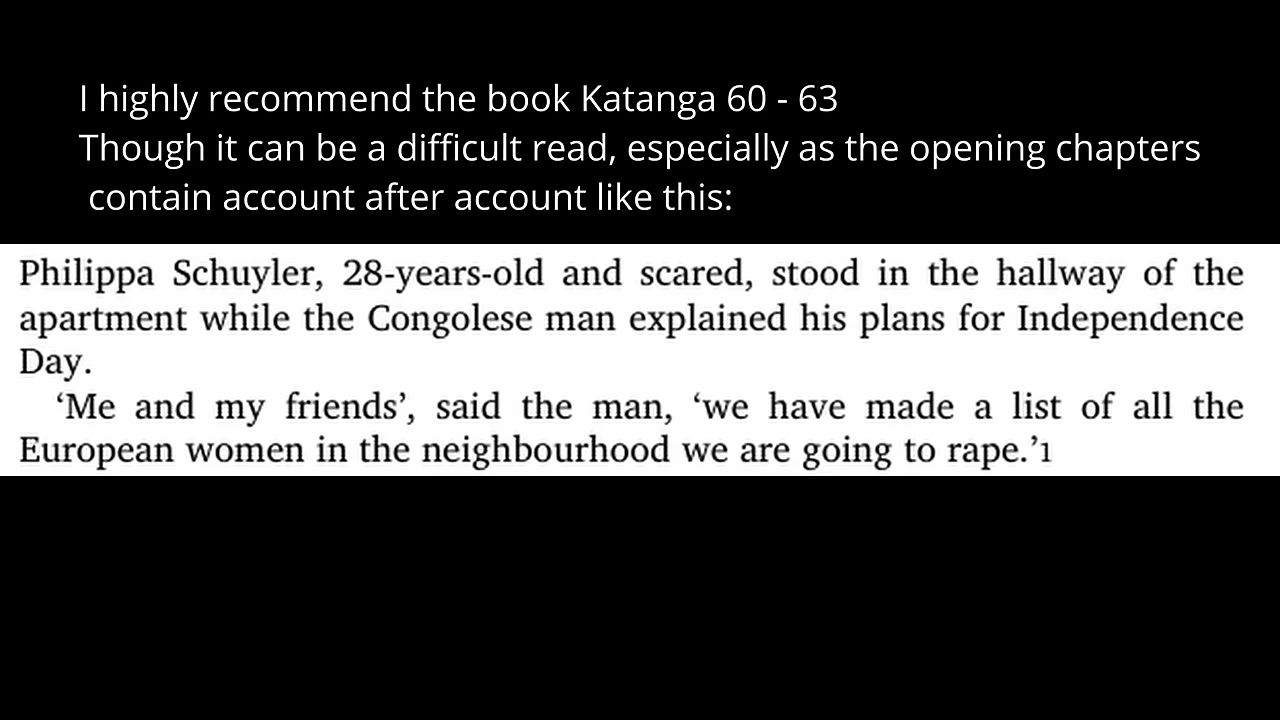 I highly recommend the book Katanga 60 - 63
Though it can be a difficult read, especially as the opening chapters
contain account after account like this:
Philippa Schuyler, 28-years-old and scared, stood in the hallway of the
apartment while the Congolese man explained his plans for Independence
Day.
‘Me and my friends’, said the man, ‘we have made a list of all the
European women in the neighbourhood we are going to rape.’1